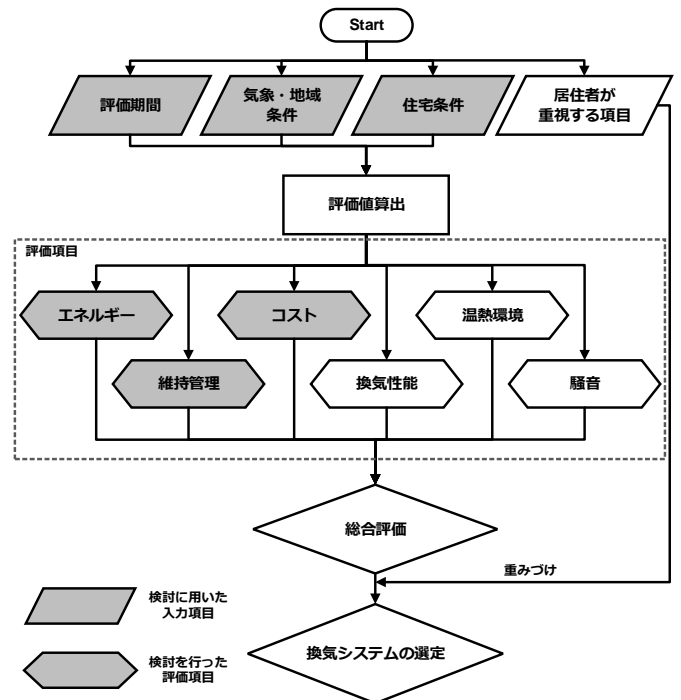 Start
評価期間
気象・地域
条件
住宅条件
居住者が
重視する項目
評価値算出
評価項目
エネルギー
コスト
温熱環境
維持管理
換気性能
騒音
総合評価
重みづけ
換気システムの選定
検討に用いた
入力項目
検討を行った
評価項目